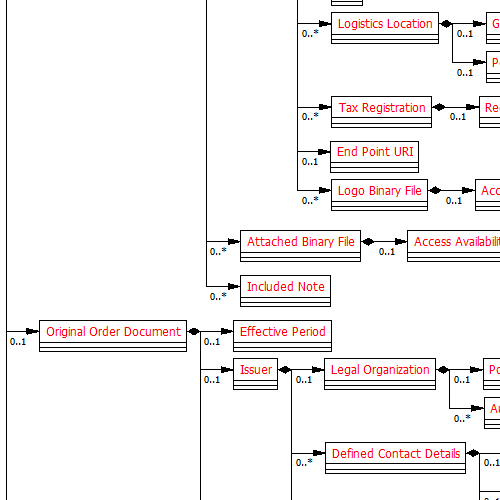 Logistics Location
0..*
0..1
G
P
0..1
Tax Registration
Re
0..*
0..1
End Point URI
0..1
Logo Binary File
Acc
0..*
0..1
Attached Binary File
Access Availabilit
0..*
0..1
Included Note
0..*
Original Order Document
Effective Period
0..1
0..1
Issuer
Legal Organization
Po
0..1
0..1
0..1
Au
0..*
Defined Contact Details
0..*
0..1